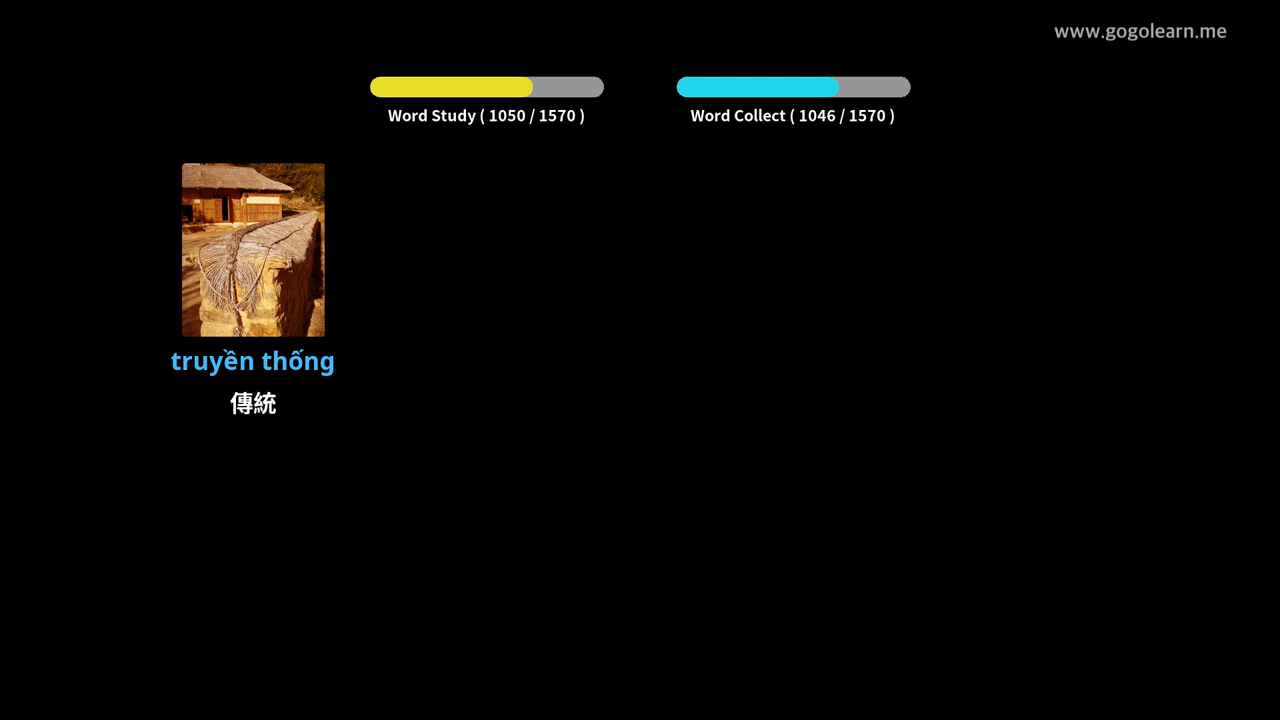 www.gogolearn.me
Word Study ( 1050 / 1570 )
Word Collect ( 1046 / 1570 )
truyền thống
傳統